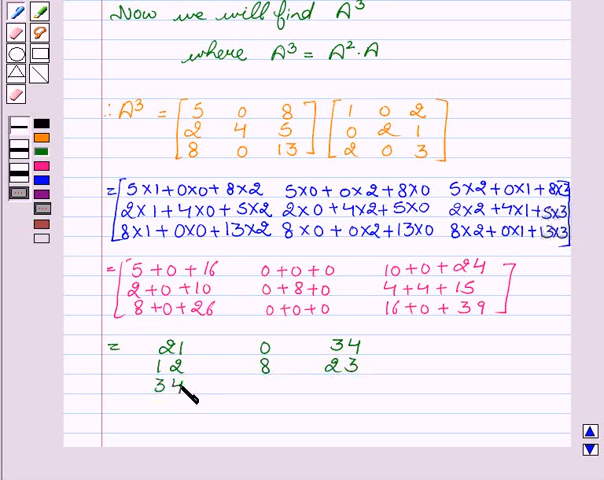 Now we will find A³
where A³ = A²·A
∴ A³ = [5 0 8] [1 0 2]
[2 4 5] [0 2 1]
[8 0 13] [2 0 3]
= [5×1+0×0+8×2 5×0+0×2+8×0 5×2+0×1+8×3]
[2×1+4×0+5×2 2×0+4×2+5×0 2×2+4×1+5×3]
[8×1+0×0+13×2 8×0+0×2+13×0 8×2+0×1+13×3]
= [5+0+16 0+0+0 10+0+24]
[2+0+10 0+8+0 4+4+15]
[8+0+26 0+0+0 16+0+39]
= 21 0 34
12 8 23
34